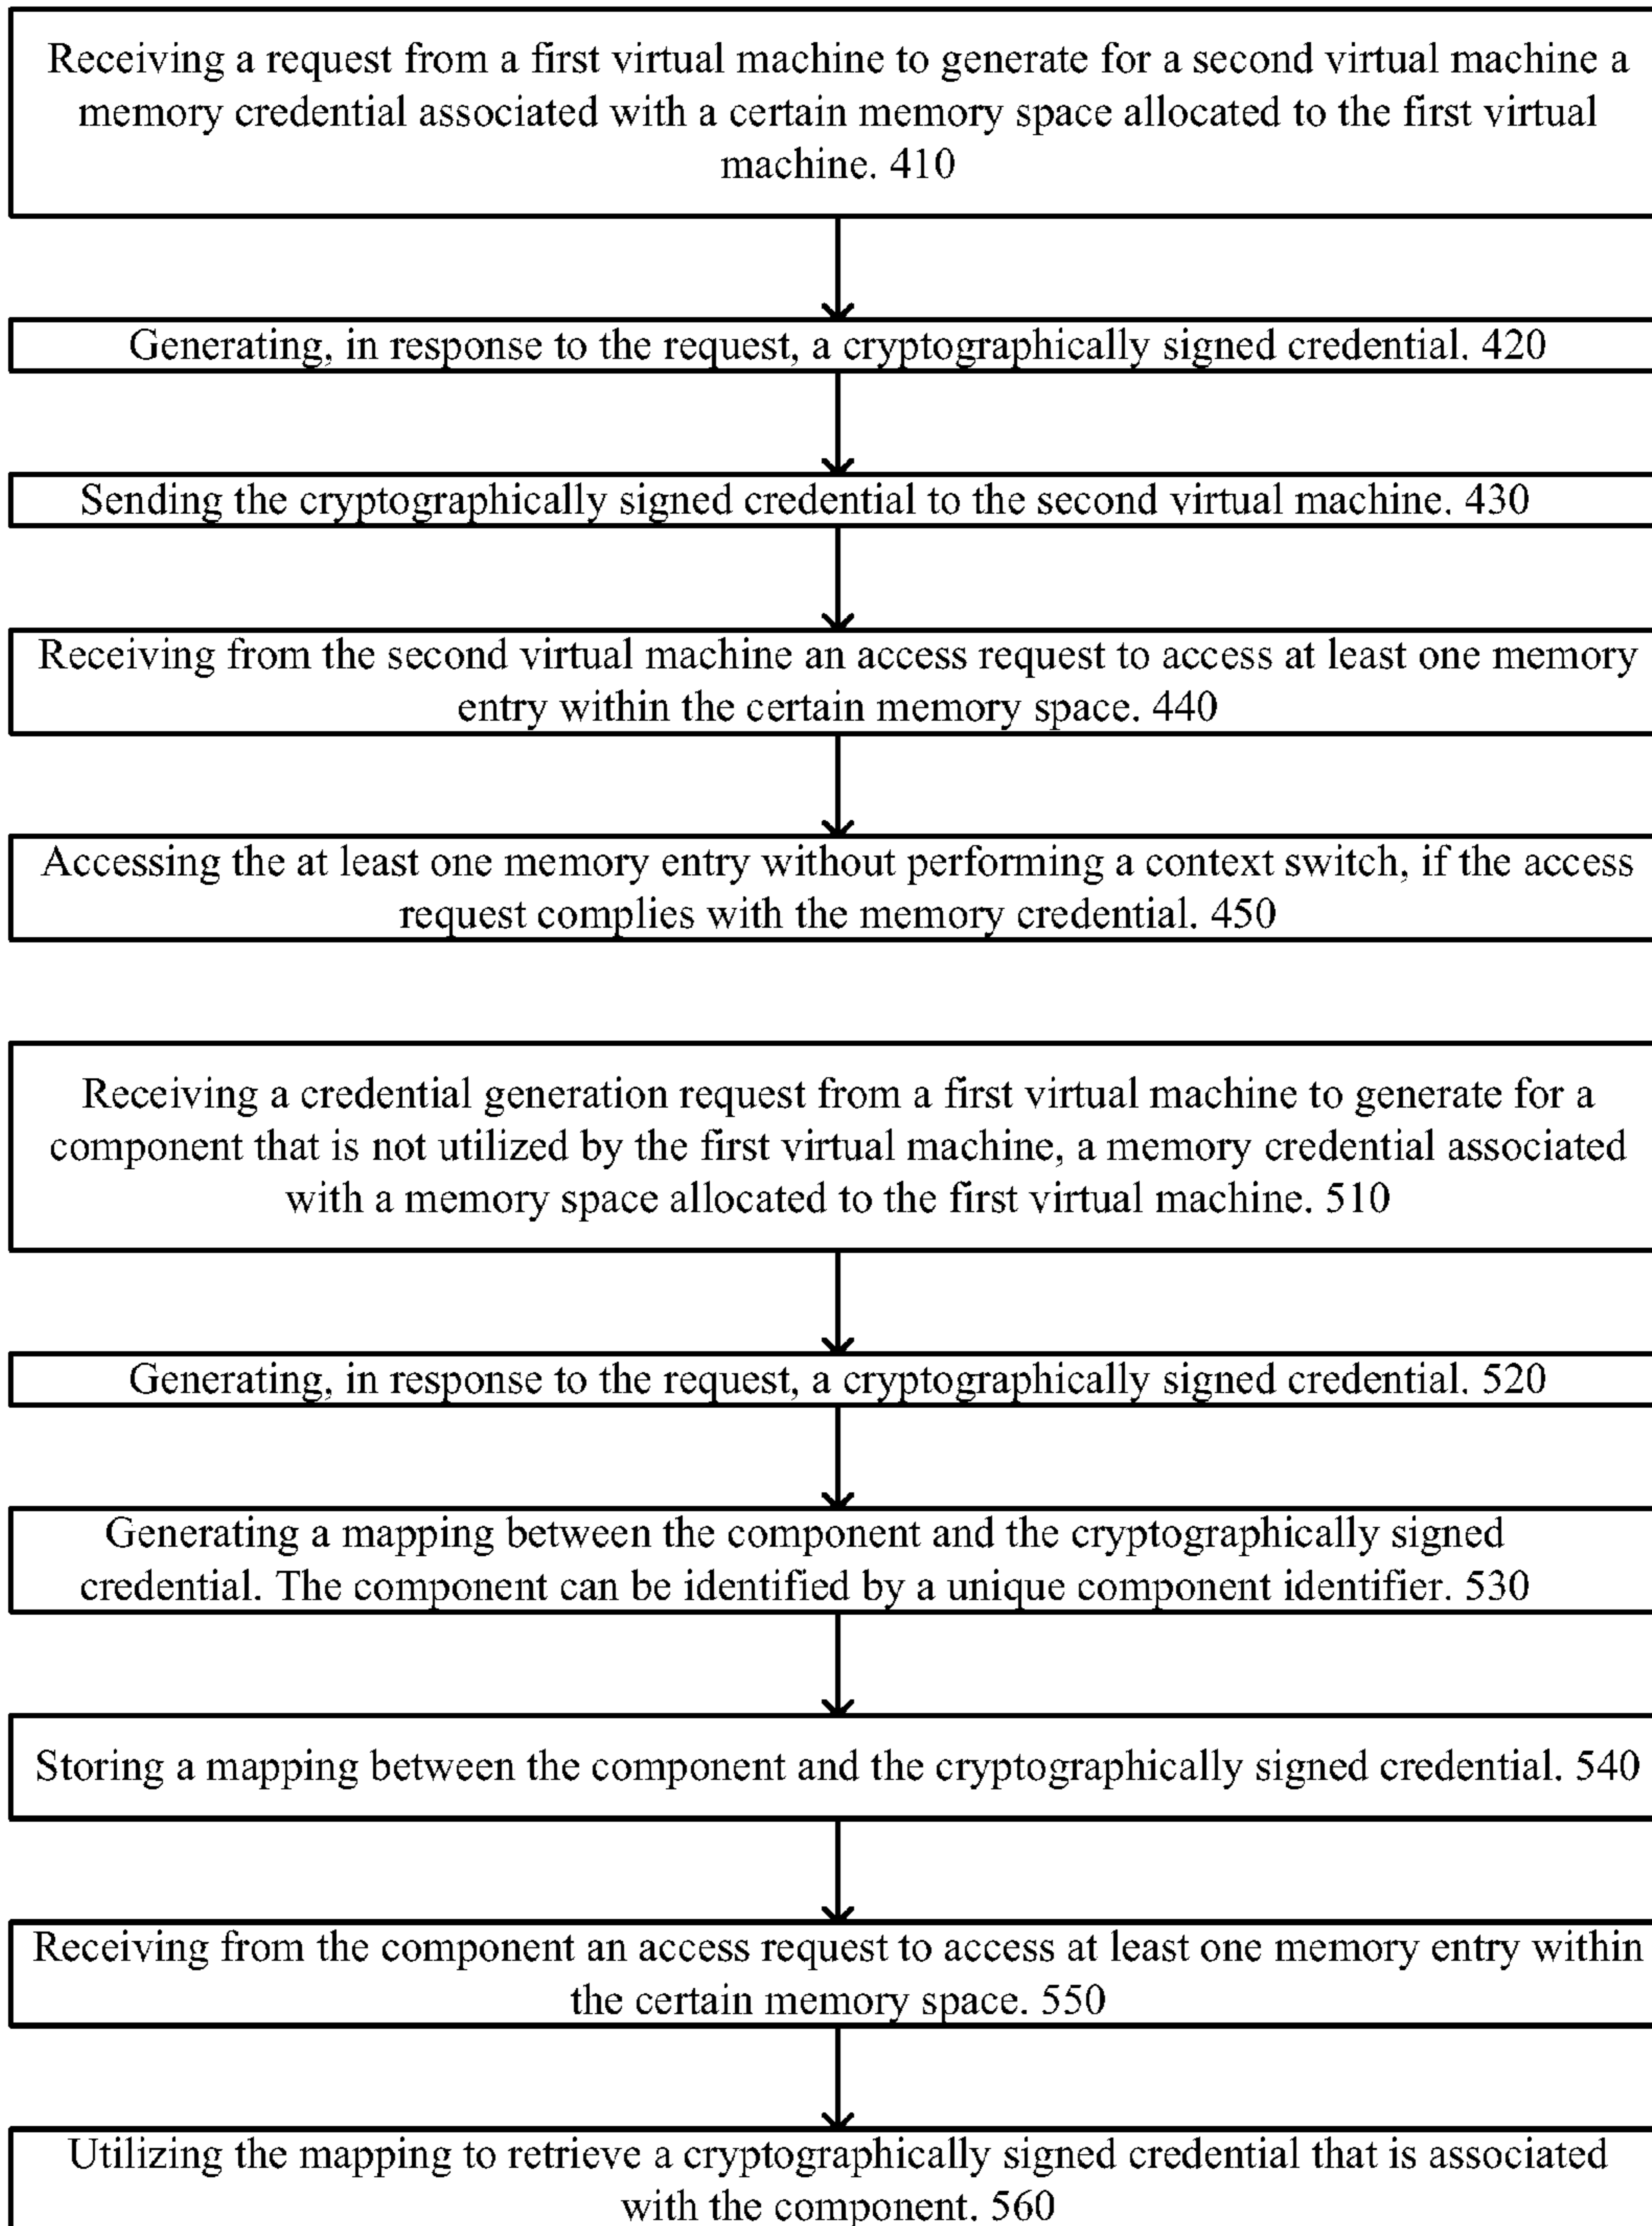 Receiving a request from a first virtual machine to generate for a second virtual machine a
memory credential associated with a certain memory space allocated to the first virtual
machine. 410
Generating, in response to the request, a cryptographically signed credential. 420
Sending the cryptographically signed credential to the second virtual machine. 430
Receiving from the second virtual machine an access request to access at least one memory
entry within the certain memory space. 440
Accessing the at least one memory entry without performing a context switch, if the access
request complies with the memory credential. 450
Receiving a credential generation request from a first virtual machine to generate for a
component that is not utilized by the first virtual machine, a memory credential associated
with a memory space allocated to the first virtual machine. 510
Generating, in response to the request, a cryptographically signed credential. 520
Generating a mapping between the component and the cryptographically signed
credential. The component can be identified by a unique component identifier. 530
Storing a mapping between the component and the cryptographically signed credential. 540
Receiving from the component an access request to access at least one memory entry within
the certain memory space. 550
Utilizing the mapping to retrieve a cryptographically signed credential that is associated
with the component. 560